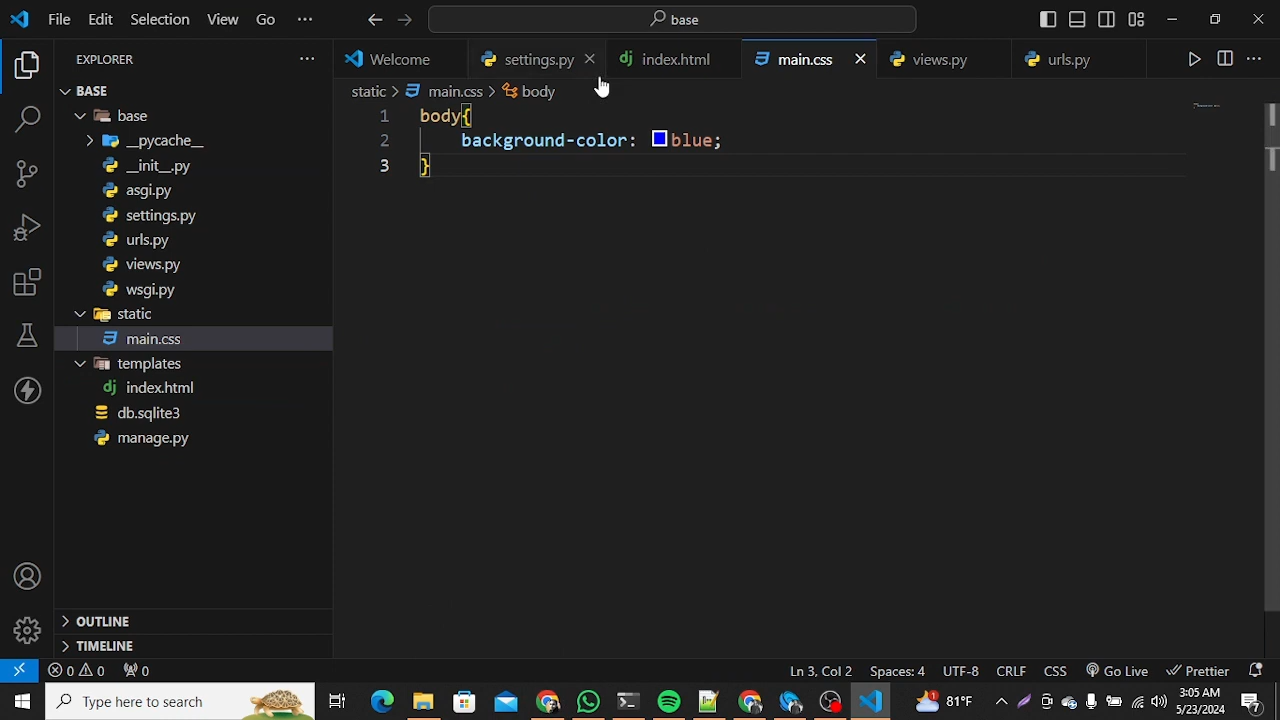 File Edit Selection View Go ··· base
EXPLORER ···
Welcome settings.py index.html main.css views.py urls.py ···
BASE
base
__pycache__
__init__.py
asgi.py
settings.py
urls.py
views.py
wsgi.py
static
main.css
templates
index.html
db.sqlite3
manage.py
OUTLINE
TIMELINE
static > main.css > body
1 body{
2 background-color: blue;
3 }
0 0 0 Ln 3, Col 2 Spaces: 4 UTF-8 CRLF CSS Go Live Prettier
Type here to search 1 81°F 3:05 AM
5/23/2024 7